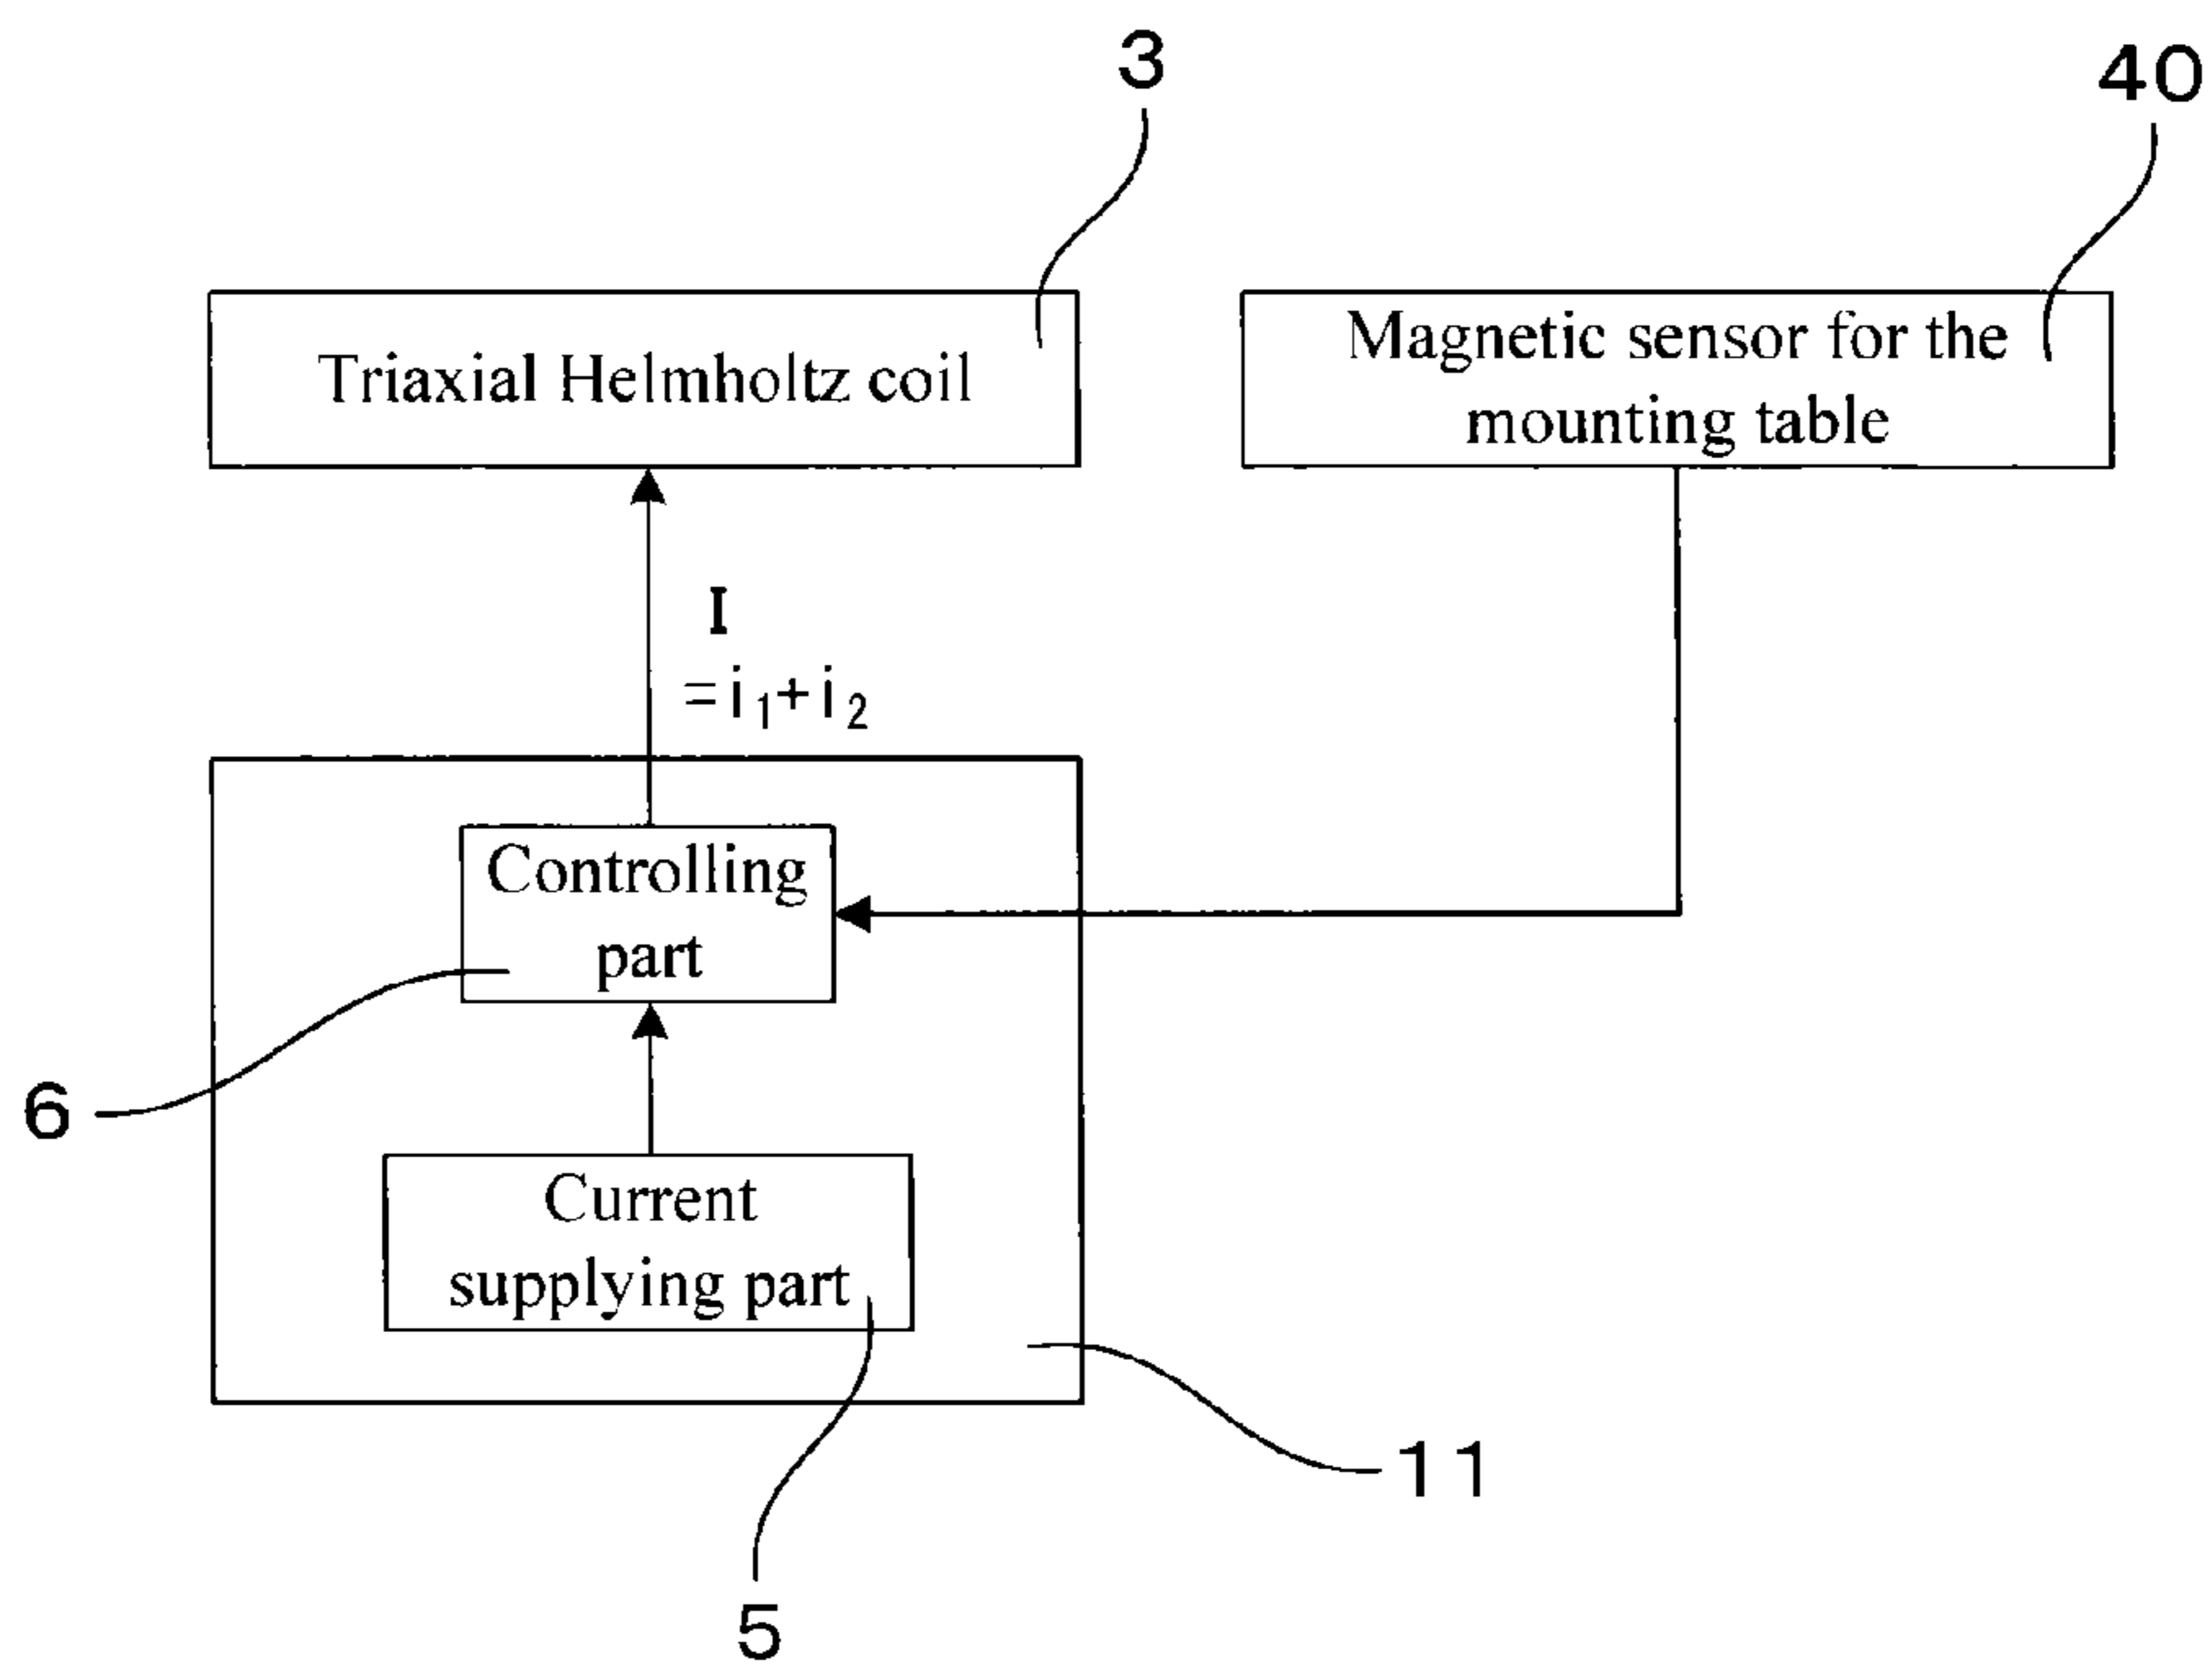 3
40
Triaxial Helmholtz coil
Magnetic sensor for the
mounting table
I
=i₁+i₂
Controlling
part
6
Current
supplying part
11
5